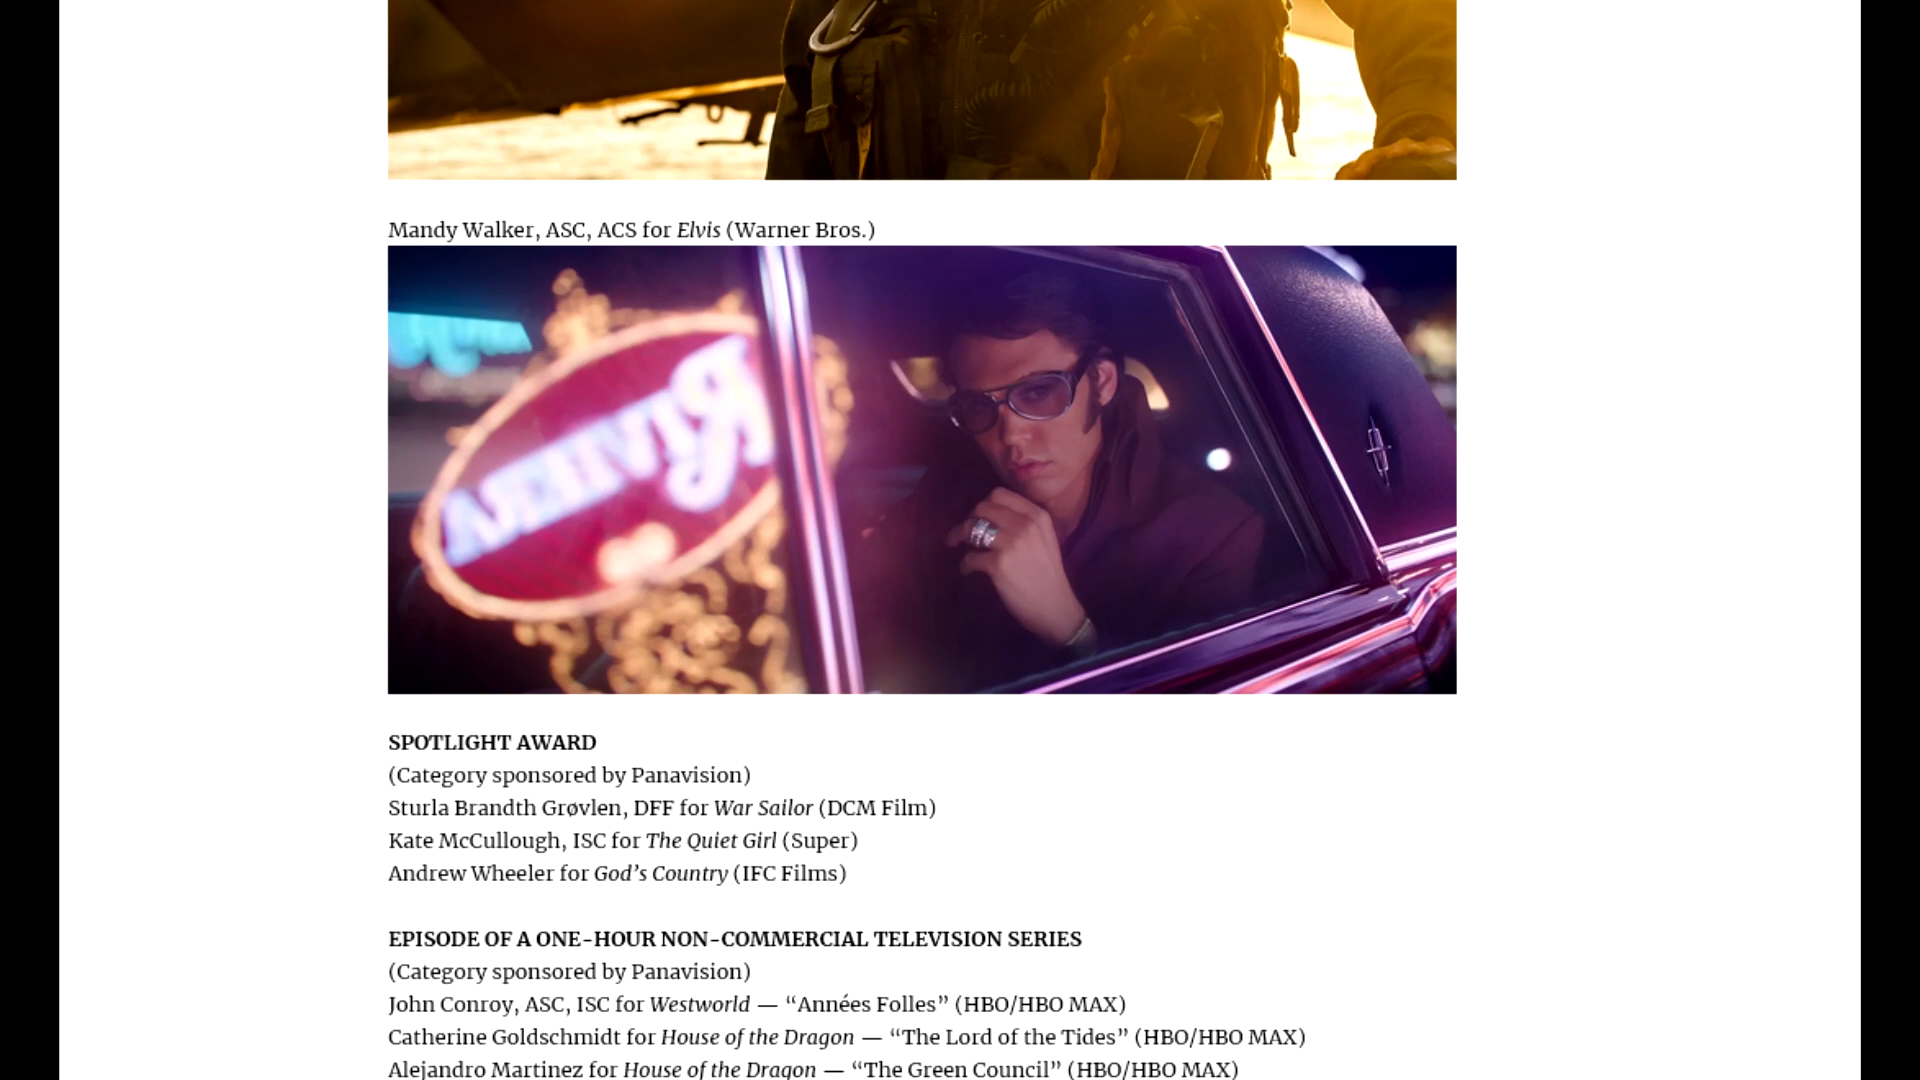 Mandy Walker, ASC, ACS for Elvis (Warner Bros.)
Riviera
SPOTLIGHT AWARD
(Category sponsored by Panavision)
Sturla Brandth Grøvlen, DFF for War Sailor (DCM Film)
Kate McCullough, ISC for The Quiet Girl (Super)
Andrew Wheeler for God’s Country (IFC Films)
EPISODE OF A ONE-HOUR NON-COMMERCIAL TELEVISION SERIES
(Category sponsored by Panavision)
John Conroy, ASC, ISC for Westworld — “Années Folles” (HBO/HBO MAX)
Catherine Goldschmidt for House of the Dragon — “The Lord of the Tides” (HBO/HBO MAX)
Alejandro Martinez for House of the Dragon — “The Green Council” (HBO/HBO MAX)